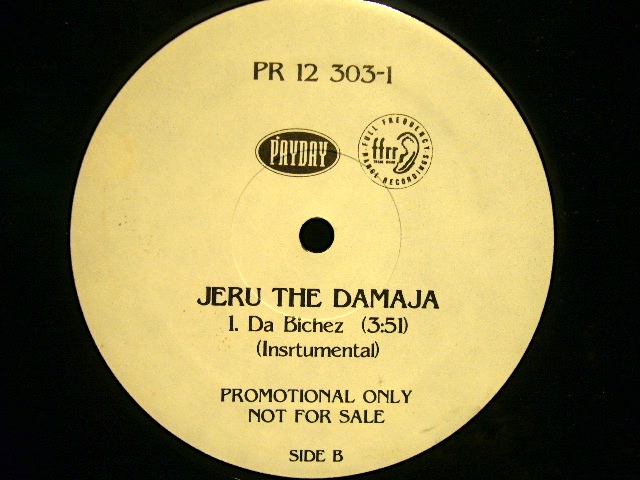 PR 12 303-1
PAYDAY
FULL FREQUENCY
ffrr
RANGE RECORDINGS
JERU THE DAMAJA
1. Da Bichez (3:51)
(Insrtumental)
PROMOTIONAL ONLY
NOT FOR SALE
SIDE B